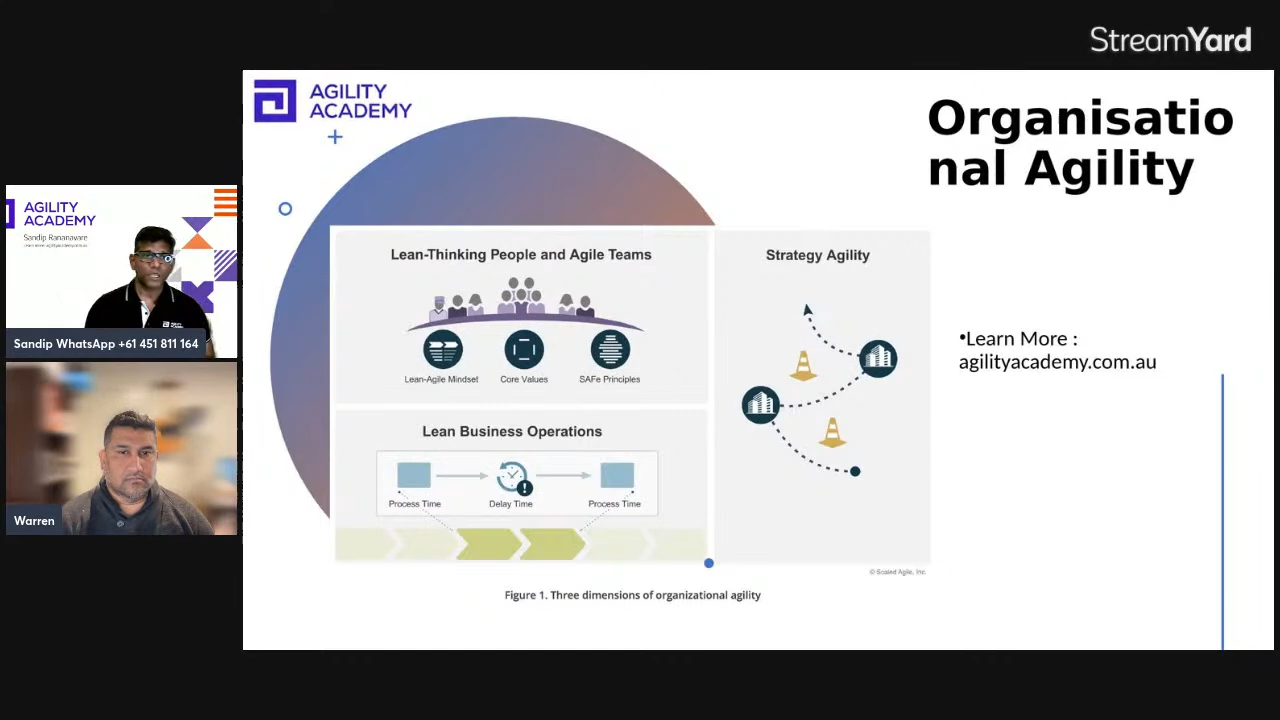 StreamYard
AGILITY
ACADEMY
Organisatio
nal Agility
AGILITY
ACADEMY
Sandip Rananavare
Sandip WhatsApp +61 451 811 164
Warren
Lean-Thinking People and Agile Teams
Lean-Agile Mindset
Core Values
SAFe Principles
Lean Business Operations
Process Time
Delay Time
Process Time
Strategy Agility
© Scaled Agile, Inc.
Figure 1. Three dimensions of organizational agility
•Learn More :
agilityacademy.com.au